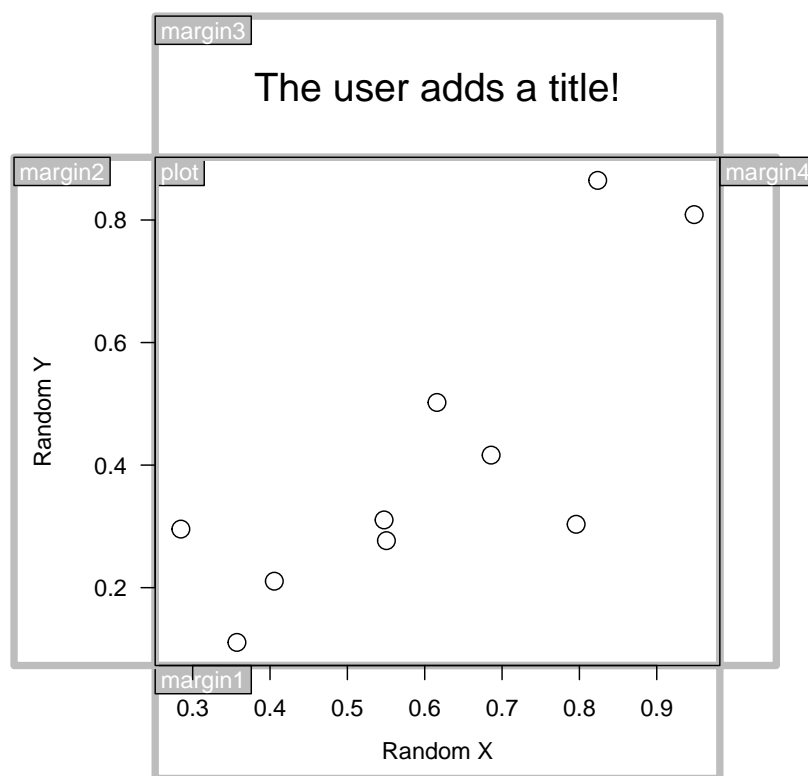 margin3
The user adds a title!
margin2
plot
margin4
0.8
0.6
Random Y
0.4
0.2
margin1
0.3 0.4 0.5 0.6 0.7 0.8 0.9
Random X